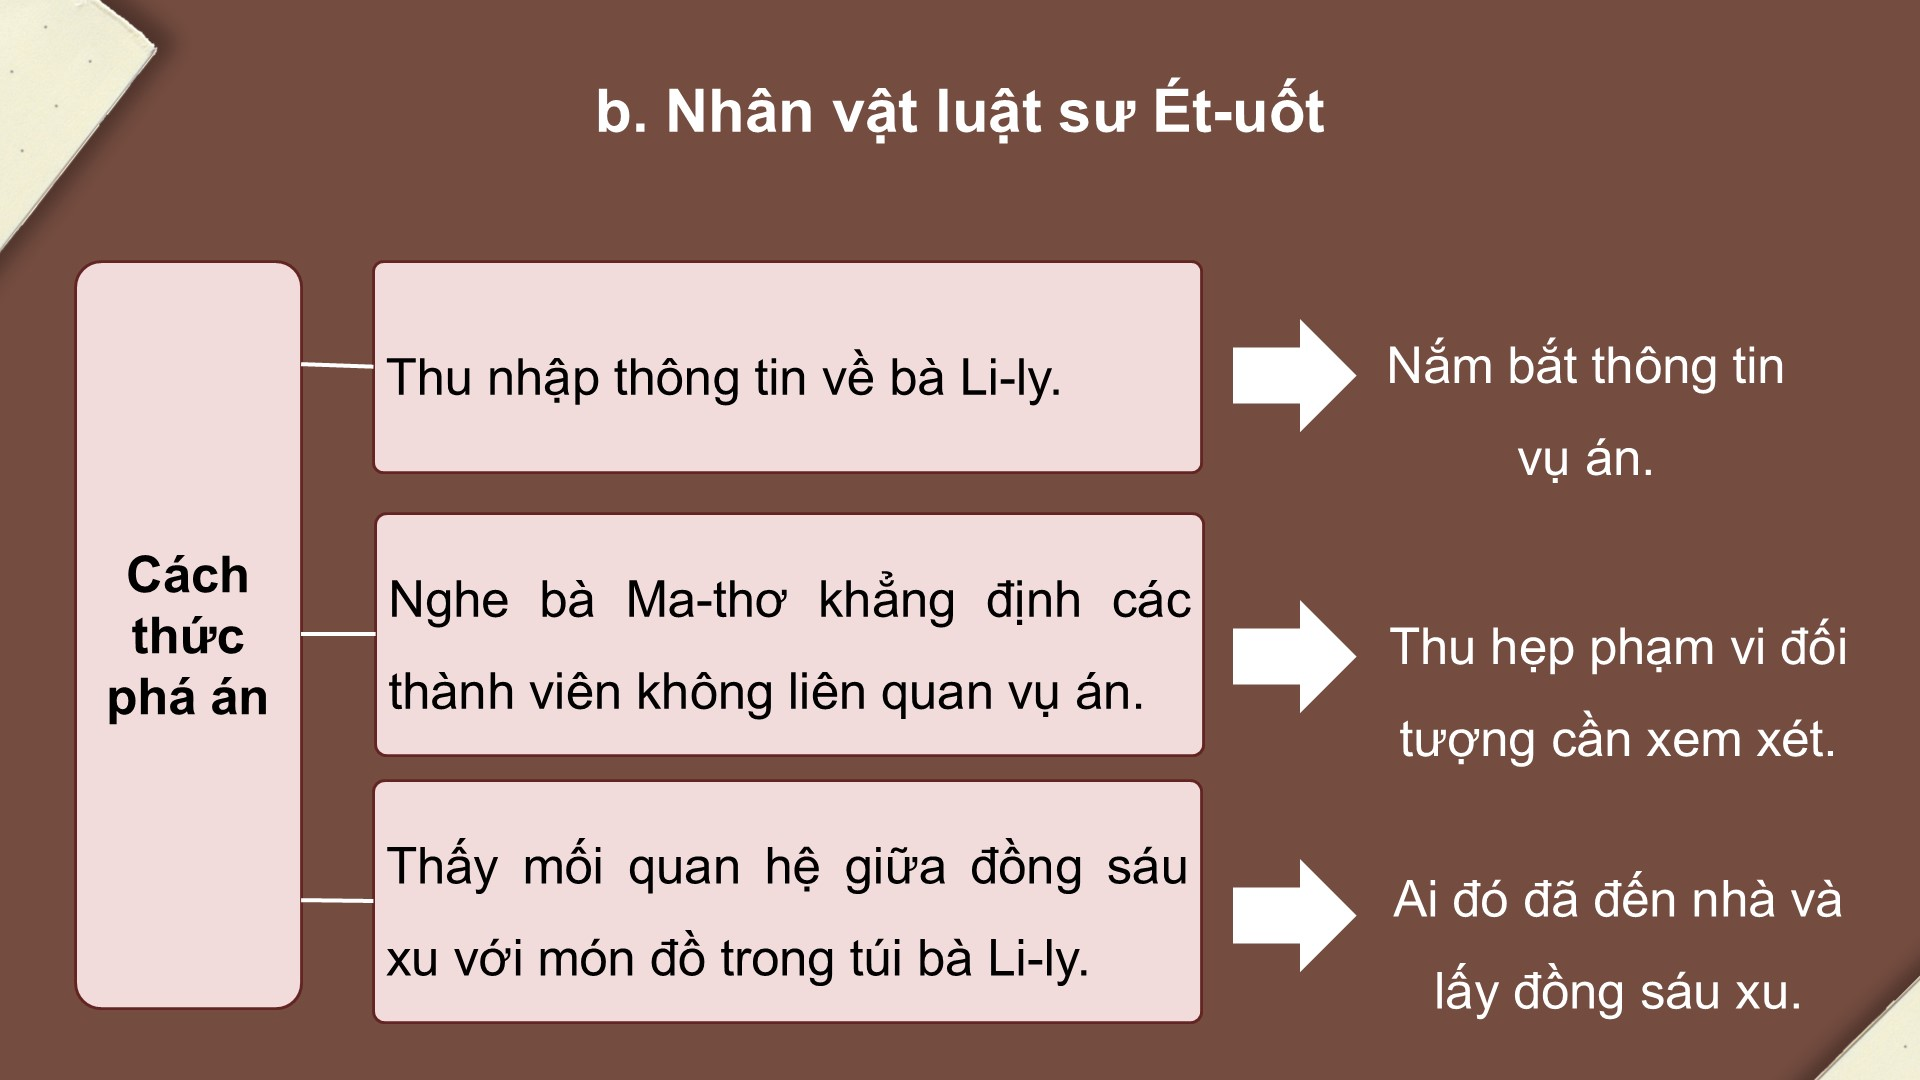 b. Nhân vật luật sư Ét-uốt
Cách
thức
phá án
Thu nhập thông tin về bà Li-ly.
Nắm bắt thông tin
vụ án.
Nghe bà Ma-thơ khẳng định các
thành viên không liên quan vụ án.
Thu hẹp phạm vi đối
tượng cần xem xét.
Thấy mối quan hệ giữa đồng sáu
xu với món đồ trong túi bà Li-ly.
Ai đó đã đến nhà và
lấy đồng sáu xu.